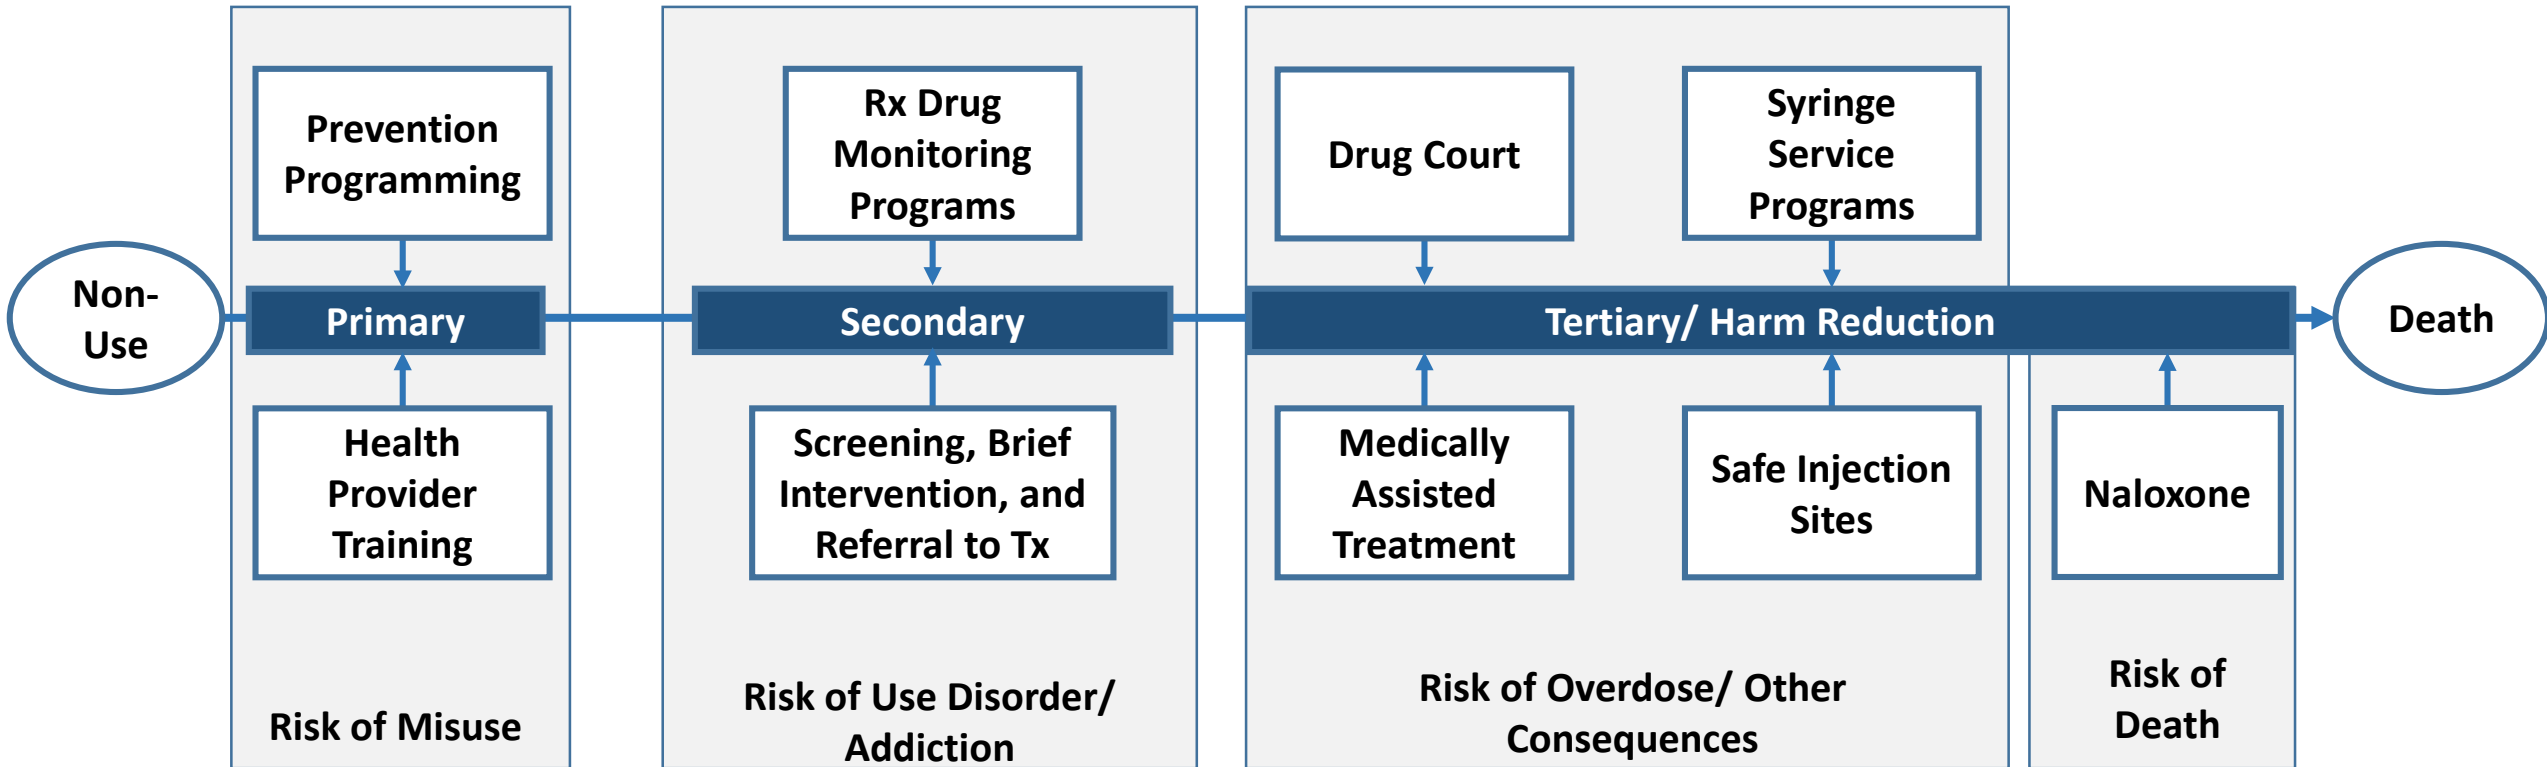 Prevention
Programming
Rx Drug
Monitoring
Programs
Drug Court
Syringe
Service
Programs
Non-
Use
Primary
Secondary
Tertiary/ Harm Reduction
Death
Health
Provider
Training
Screening, Brief
Intervention, and
Referral to Tx
Medically
Assisted
Treatment
Safe Injection
Sites
Naloxone
Risk of Misuse
Risk of Use Disorder/
Addiction
Risk of Overdose/ Other
Consequences
Risk of
Death